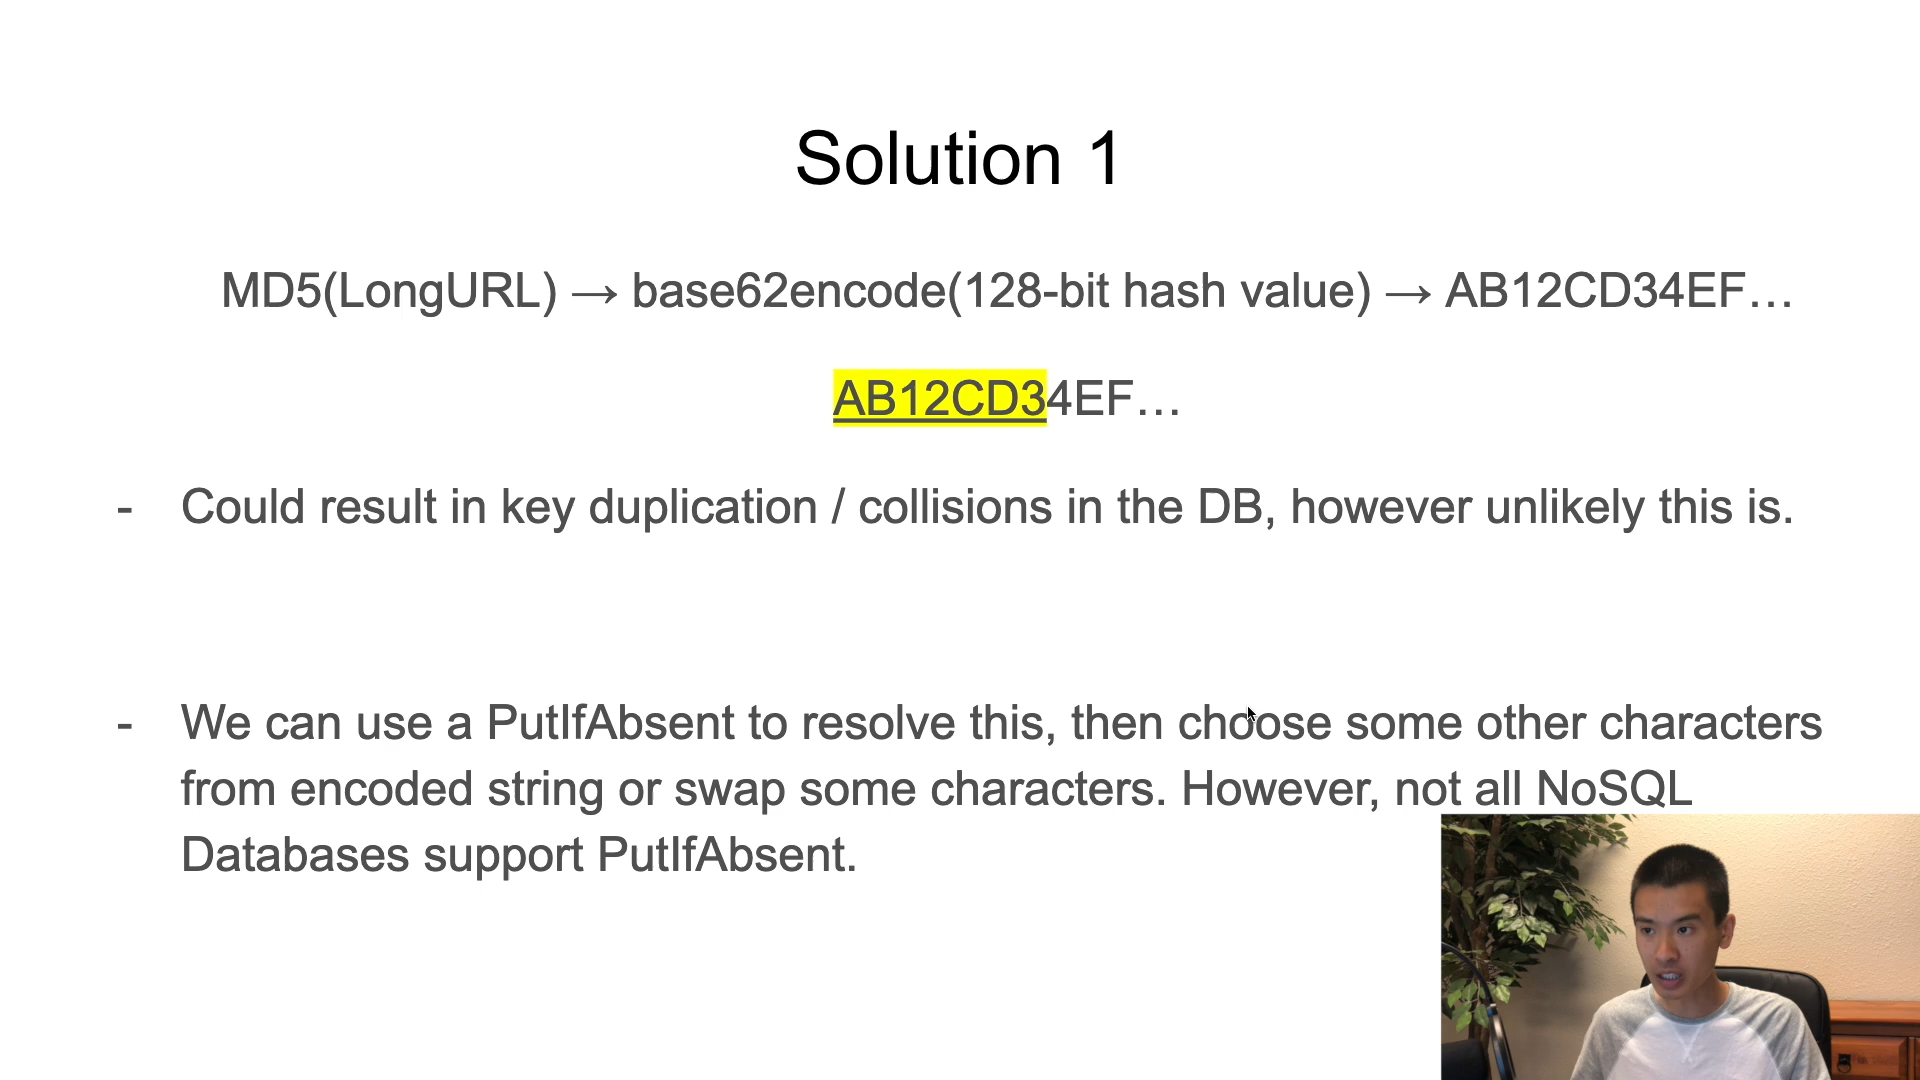 Solution 1
MD5(LongURL) → base62encode(128-bit hash value) → AB12CD34EF…
AB12CD34EF…
- Could result in key duplication / collisions in the DB, however unlikely this is.
- We can use a PutIfAbsent to resolve this, then choose some other characters
from encoded string or swap some characters. However, not all NoSQL
Databases support PutIfAbsent.